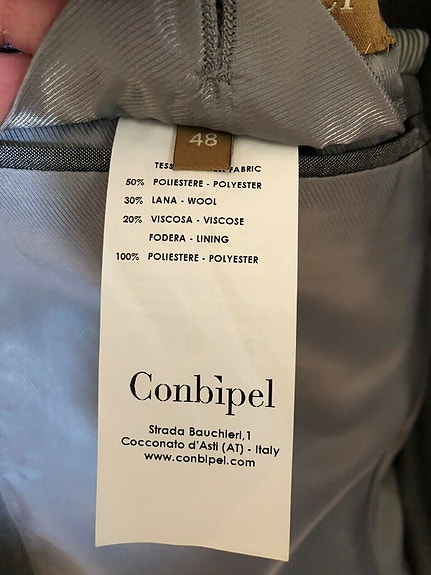 48
FABRIC
50% POLIESTERE - POLYESTER
30% LANA - WOOL
20% VISCOSA - VISCOSE
FODERA - LINING
100% POLIESTERE - POLYESTER
Conbipel
Strada Bauchieri,1
Cocconato d'Asti (AT) - Italy
www.conbipel.com